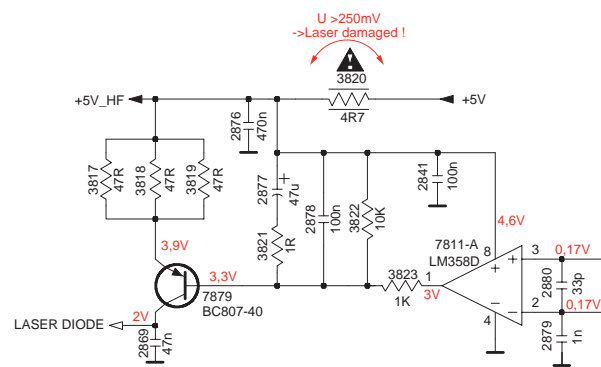 U >250mV
->Laser damaged !
3820
4R7
+5V_HF
+5V
2876
470n
3817
47R
3818
47R
3819
47R
2877
47u
2878
100n
3822
10K
2841
100n
3821
1R
4,6V
3,9V
7811-A
LM358D
8
3
0,17V
3,3V
3823
1K
1
3V
2880
33p
7879
BC807-40
2
0,17V
4
2879
1n
2V
LASER DIODE
2869
47n
+
+
+
−
−